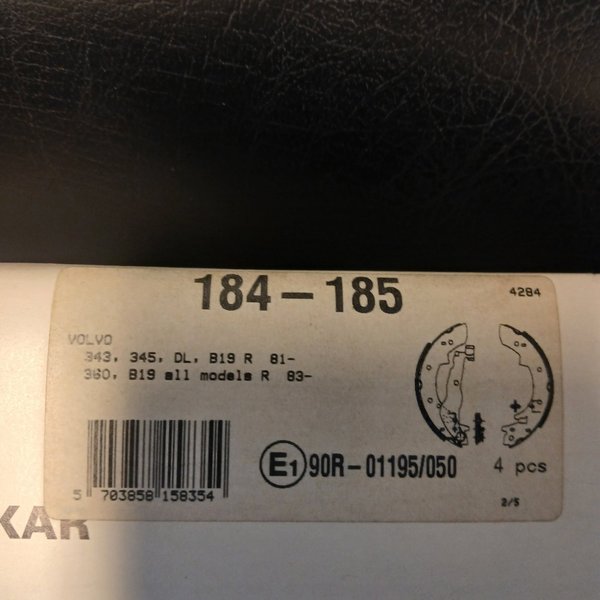 184-185
4284
VOLVO
343, 345, DL, B19 R 81-
360, B19 all models R 83-
E1 90R-01195/050
4 pcs
5 703858 158354
2/5
KAR